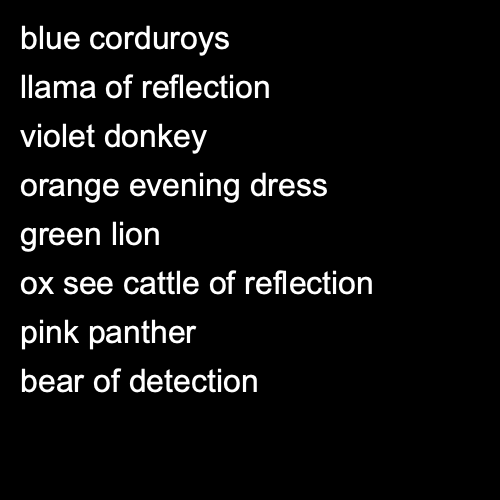 blue corduroys
llama of reflection
violet donkey
orange evening dress
green lion
ox see cattle of reflection
pink panther
bear of detection